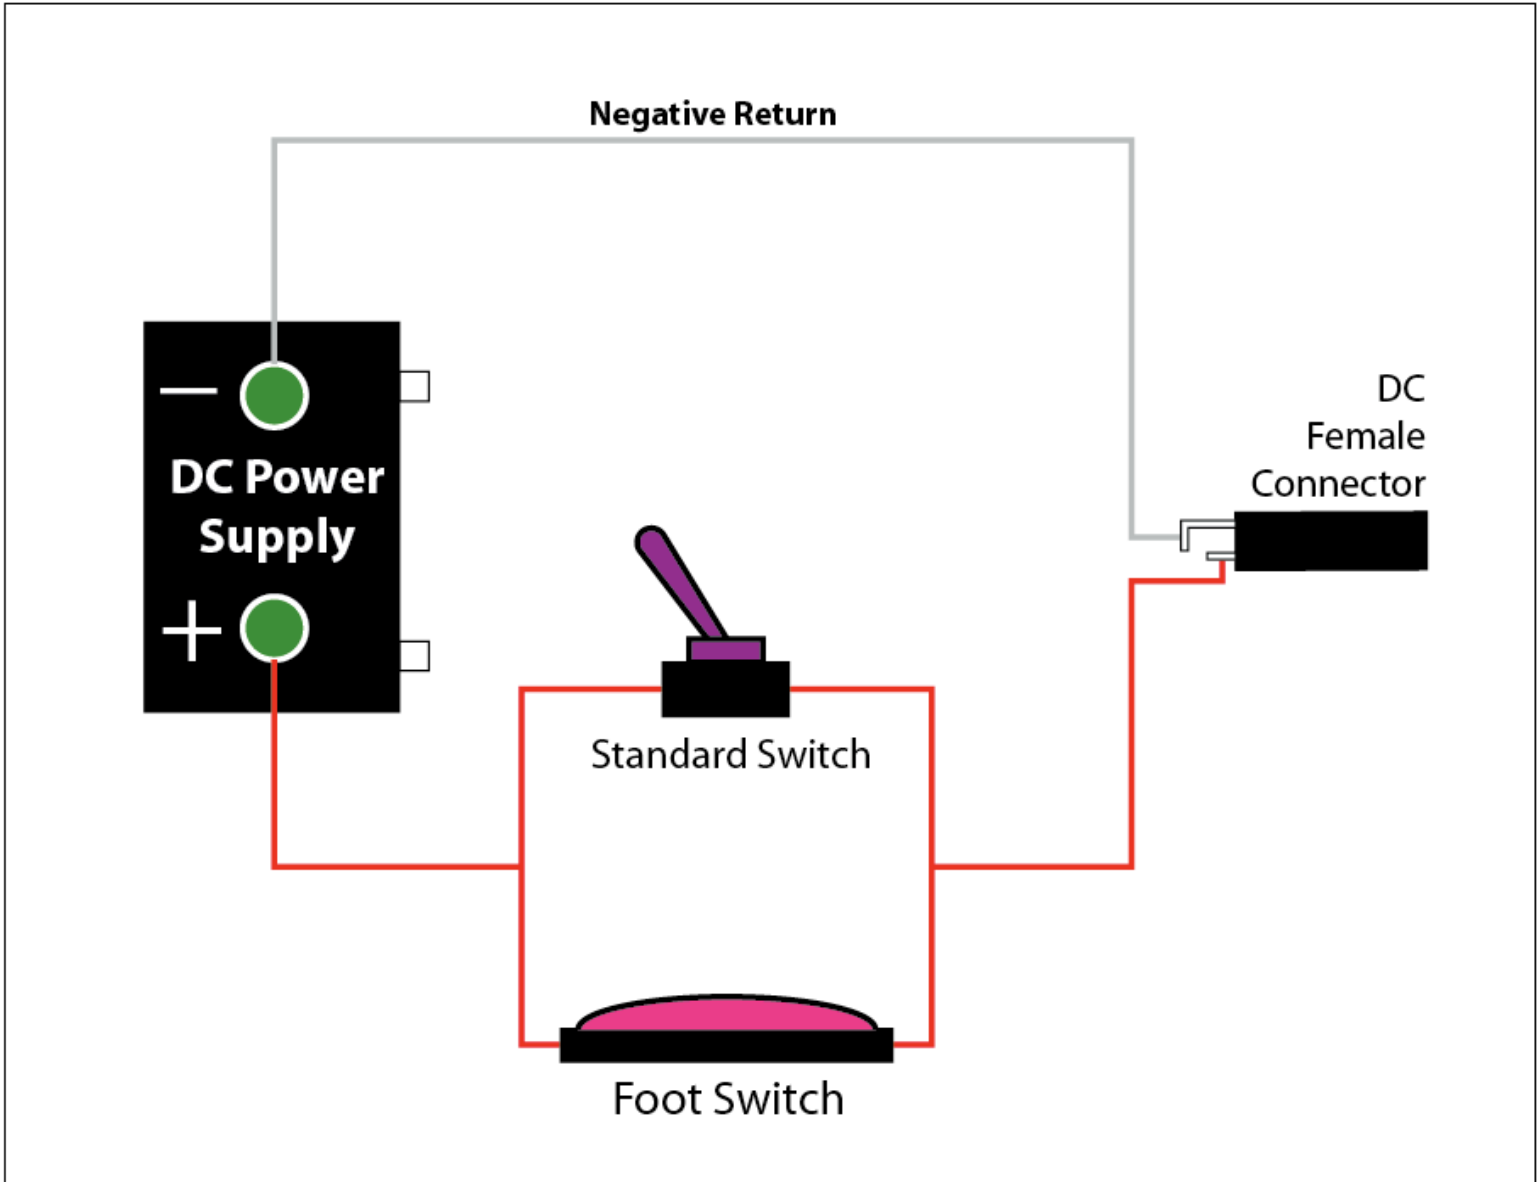 Negative Return
—
DC Power
Supply
+
DC
Female
Connector
Standard Switch
Foot Switch